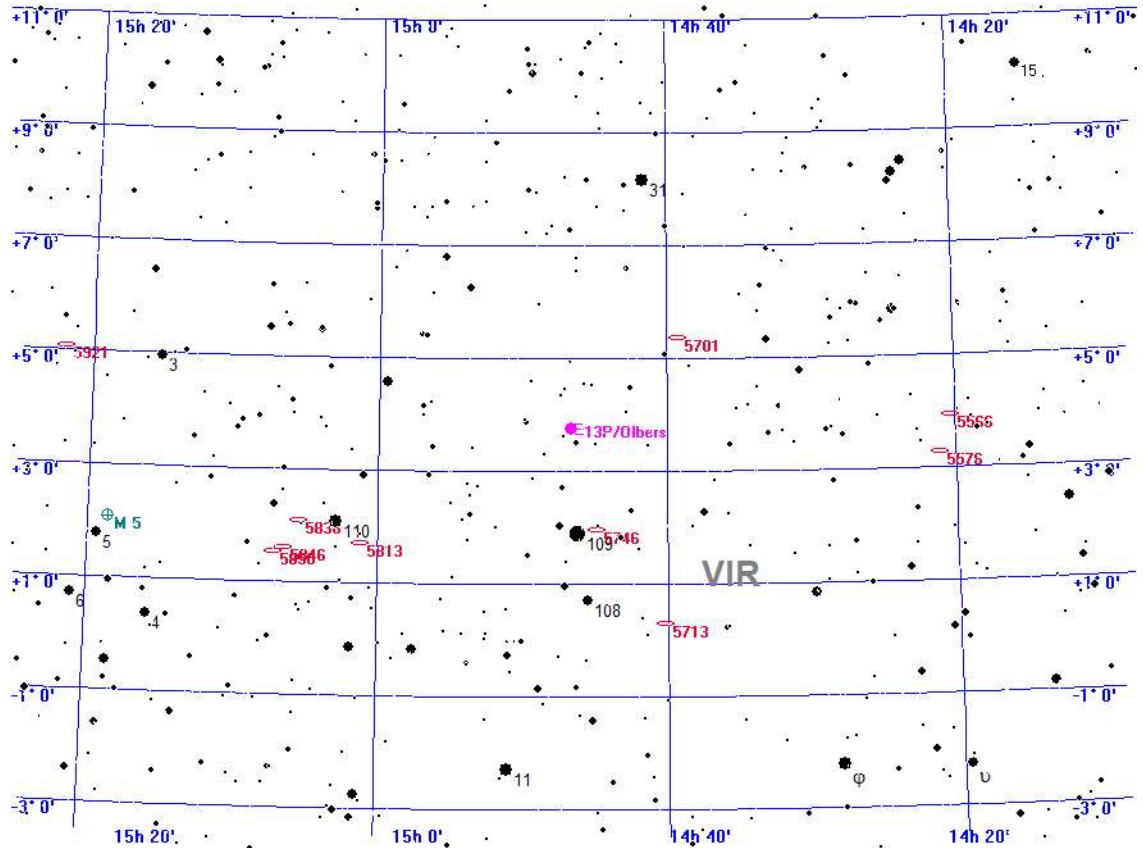 +11° 0' 15h 20' 15h 0' 14h 40' 14h 20' +11° 0'
15
+9° 0' +9° 0'
31
+7° 0' +7° 0'
5701
5921
+5° 0' 3 +5° 0'
5566
13P/Olbers
5576
+3° 0' +3° 0'
M 5
110
5 5746
109
5846 5813
VIR
+1° 0' +1° 0'
6 108
4 5713
-1° 0' -1° 0'
11 φ υ
-3° 0' -3° 0'
15h 20' 15h 0' 14h 40' 14h 20'